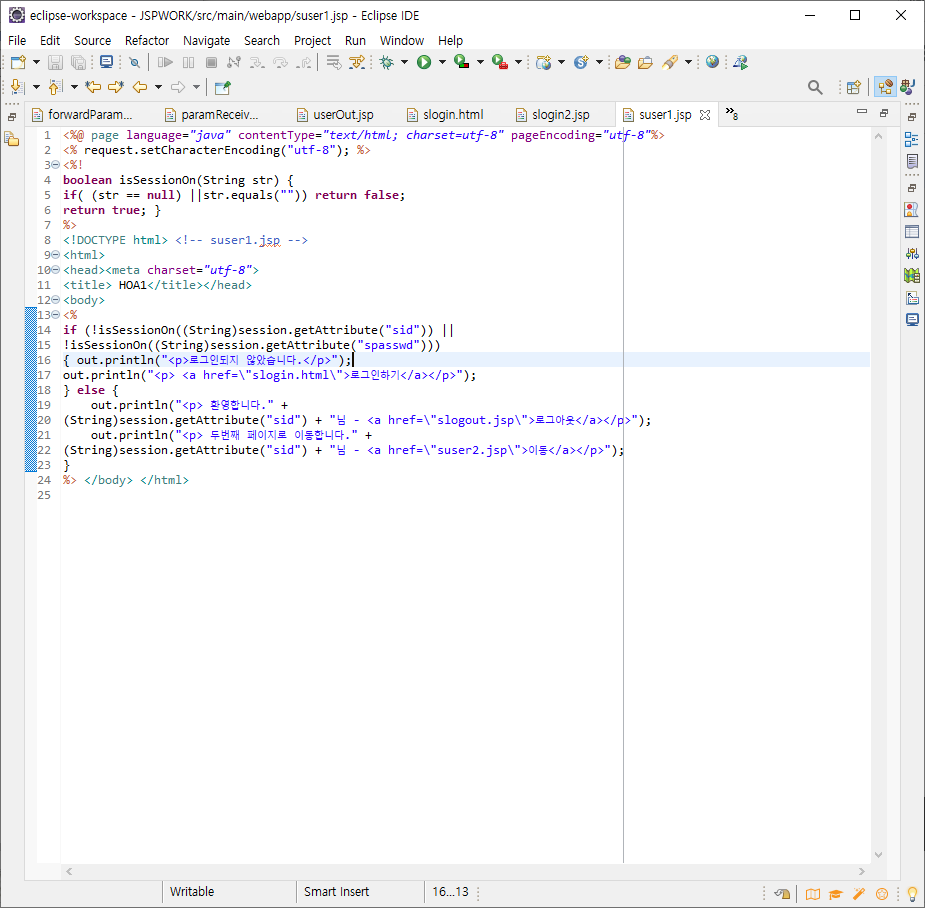 eclipse-workspace - JSPWORK/src/main/webapp/suser1.jsp - Eclipse IDE
File Edit Source Refactor Navigate Search Project Run Window Help
forwardParam... paramReceiv... userOut.jsp slogin.html slogin2.jsp suser1.jsp »8
1 <%@ page language="java" contentType="text/html; charset=utf-8" pageEncoding="utf-8"%>
2 <% request.setCharacterEncoding("utf-8"); %>
3 <%!
4 boolean isSessionOn(String str) {
5 if( (str == null) ||str.equals("")) return false;
6 return true; }
7 %>
8 <!DOCTYPE html> <!-- suser1.jsp -->
9 <html>
10 <head><meta charset="utf-8">
11 <title> HOA1</title></head>
12 <body>
13 <%
14 if (!isSessionOn((String)session.getAttribute("sid")) ||
15 !isSessionOn((String)session.getAttribute("spasswd")))
16 { out.println("<p>로그인되지 않았습니다.</p>");
17 out.println("<p> <a href=\"slogin.html\">로그인하기</a></p>");
18 } else {
19 out.println("<p> 환영합니다." +
20 (String)session.getAttribute("sid") + "님 - <a href=\"slogout.jsp\">로그아웃</a></p>");
21 out.println("<p> 두번째 페이지로 이동합니다." +
22 (String)session.getAttribute("sid") + "님 - <a href=\"suser2.jsp\">이동</a></p>");
23 }
24 %> </body> </html>
25
Writable Smart Insert 16...13